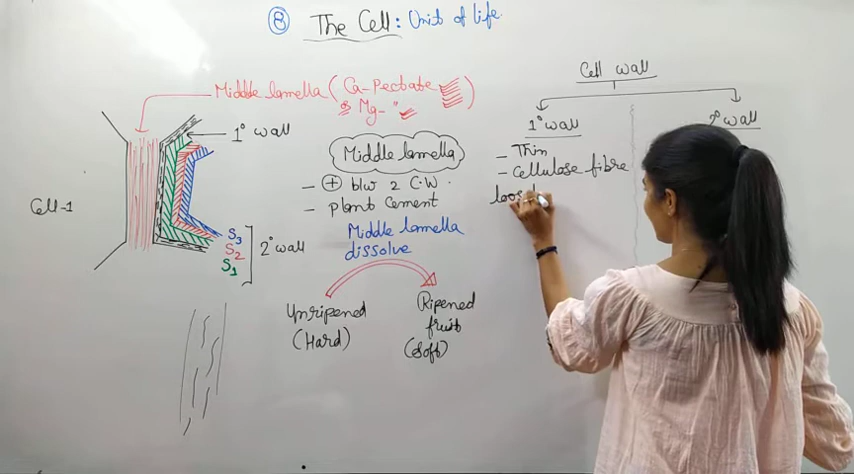 ⑧ The Cell: Unit of life.
Middle lamella (Ca-Pectate
& Mg- "
)
1° wall
Cell-1
S3
S2
S1
2° wall
Middle lamella
- ⊕ b/w 2 C.W.
- plant Cement
Middle lamella
dissolve
Unripened
(Hard)
Ripened
fruit
(Soft)
Cell wall
1° wall
2° wall
- Thin
- Cellulose fibre